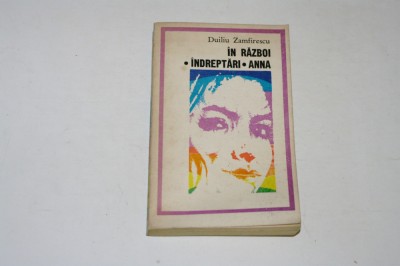 Duiliu Zamfirescu
ÎN RĂZBOI
• ÎNDREPTĂRI • ANNA